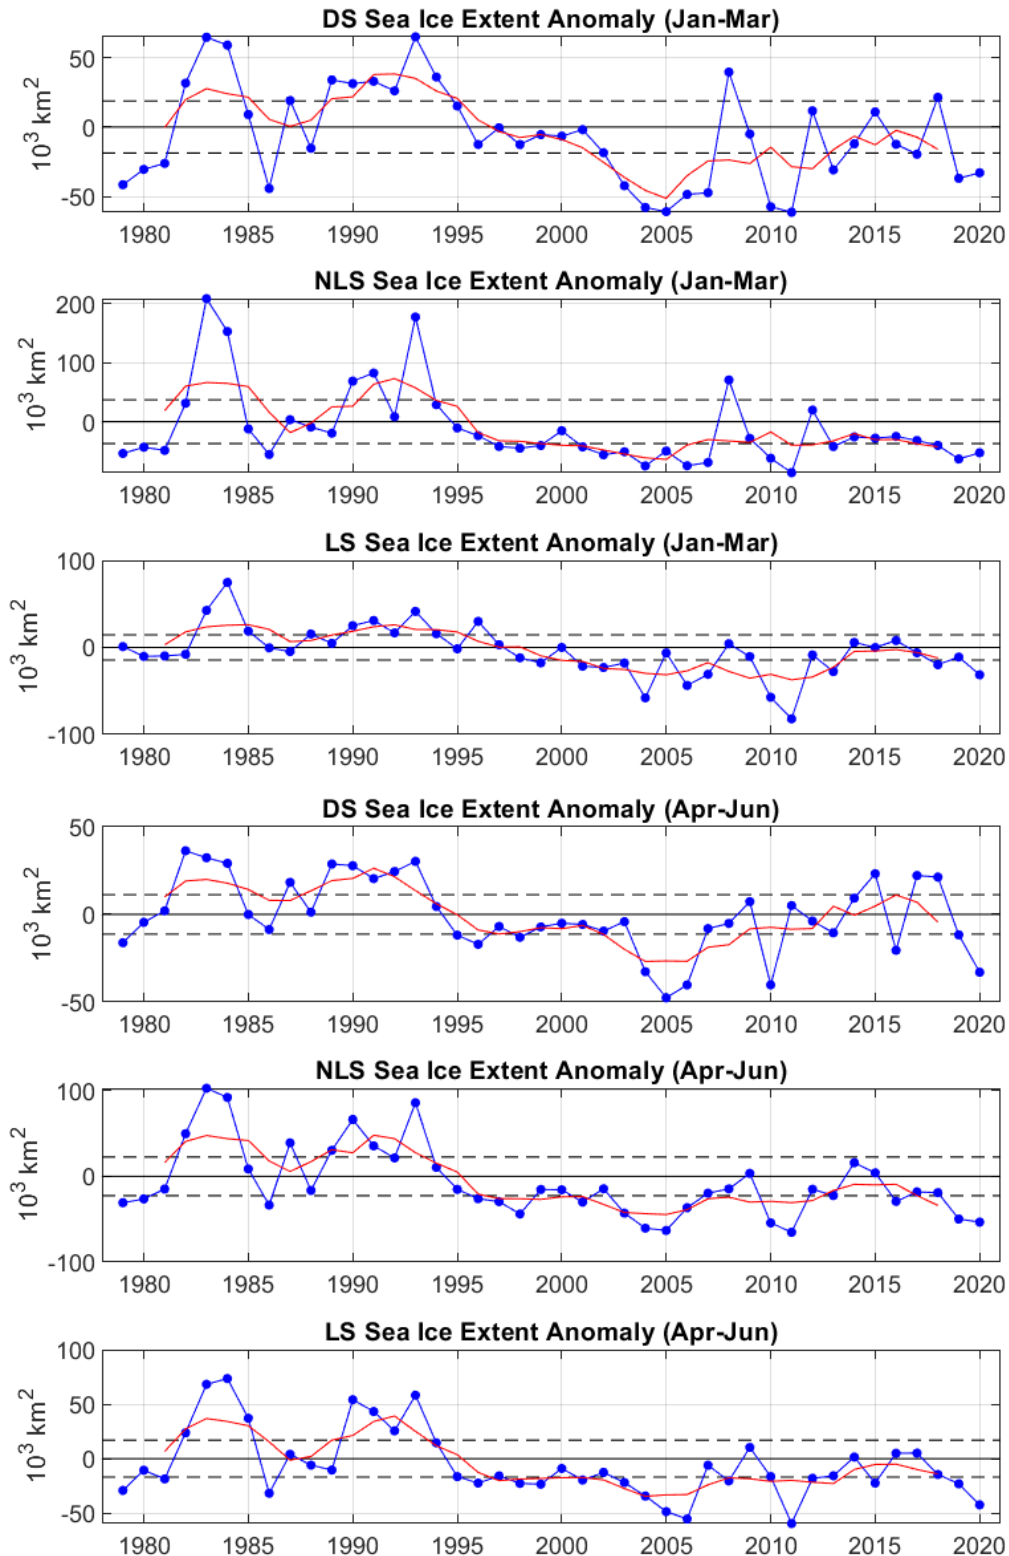 DS Sea Ice Extent Anomaly (Jan-Mar)
50
0
-50
10³ km²
1980 1985 1990 1995 2000 2005 2010 2015 2020
NLS Sea Ice Extent Anomaly (Jan-Mar)
200
100
0
10³ km²
1980 1985 1990 1995 2000 2005 2010 2015 2020
LS Sea Ice Extent Anomaly (Jan-Mar)
100
0
-100
10³ km²
1980 1985 1990 1995 2000 2005 2010 2015 2020
DS Sea Ice Extent Anomaly (Apr-Jun)
50
0
-50
10³ km²
1980 1985 1990 1995 2000 2005 2010 2015 2020
NLS Sea Ice Extent Anomaly (Apr-Jun)
100
0
-100
10³ km²
1980 1985 1990 1995 2000 2005 2010 2015 2020
LS Sea Ice Extent Anomaly (Apr-Jun)
100
50
0
-50
10³ km²
1980 1985 1990 1995 2000 2005 2010 2015 2020